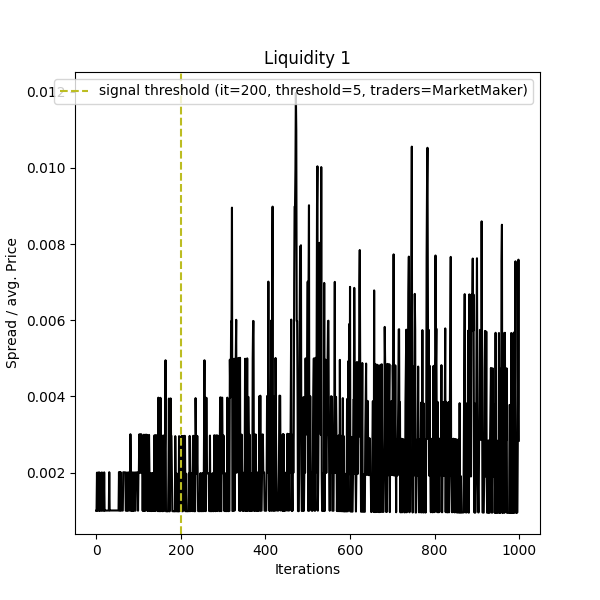 Liquidity 1
signal threshold (it=200, threshold=5, traders=MarketMaker)
0.012
0.010
0.008
0.006
0.004
0.002
Spread / avg. Price
0 200 400 600 800 1000
Iterations